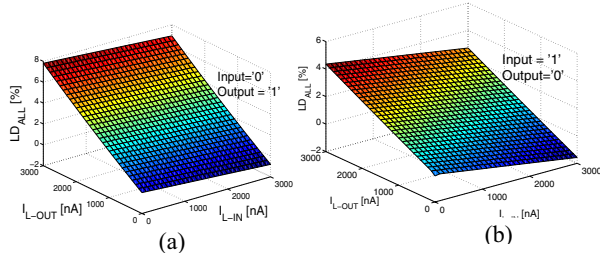 8
6
4
2
0
−2
LD_ALL [%]
3000
2000
1000
0
I_L−OUT [nA]
0
1000
2000
3000
I_L−IN [nA]
Input='0'
Output = '1'
(a)
6
4
2
0
−2
LD_ALL [%]
3000
2000
1000
0
I_L−OUT [nA]
0
1000
2000
3000
[nA]
Input = '1'
Output='0'
(b)